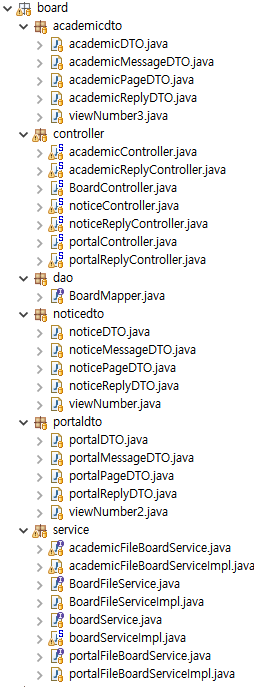 board
academicdto
academicDTO.java
academicMessageDTO.java
academicPageDTO.java
academicReplyDTO.java
viewNumber3.java
controller
academicController.java
academicReplyController.java
BoardController.java
noticeController.java
noticeReplyController.java
portalController.java
portalReplyController.java
dao
BoardMapper.java
noticedto
noticeDTO.java
noticeMessageDTO.java
noticePageDTO.java
noticeReplyDTO.java
viewNumber.java
portaldto
portalDTO.java
portalMessageDTO.java
portalPageDTO.java
portalReplyDTO.java
viewNumber2.java
service
academicFileBoardService.java
academicFileBoardServiceImpl.java
BoardFileService.java
BoardFileServiceImpl.java
boardService.java
boardServiceImpl.java
portalFileBoardService.java
portalFileBoardServiceImpl.java